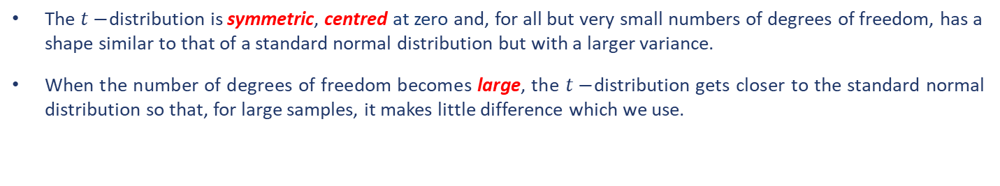 • The t −distribution is symmetric, centred at zero and, for all but very small numbers of degrees of freedom, has a
shape similar to that of a standard normal distribution but with a larger variance.
• When the number of degrees of freedom becomes large, the t −distribution gets closer to the standard normal
distribution so that, for large samples, it makes little difference which we use.